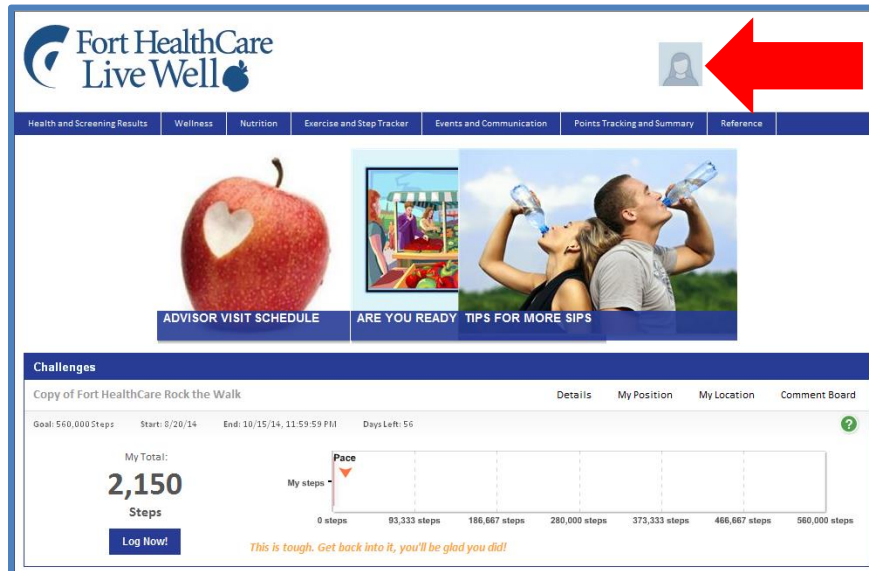 Fort HealthCare
Live Well
Health and Screening Results Wellness Nutrition Exercise and Step Tracker Events and Communication Points Tracking and Summary Reference
ADVISOR VISIT SCHEDULE ARE YOU READY TIPS FOR MORE SIPS
Challenges
Copy of Fort HealthCare Rock the Walk Details My Position My Location Comment Board
Goal: 560,000 Steps Start: 8/20/14 End: 10/15/14, 11:59:59 PM Days Left: 56
?
My Total:
2,150
Steps
Log Now!
Pace
My steps
0 steps 93,333 steps 186,667 steps 280,000 steps 373,333 steps 466,667 steps 560,000 steps
This is tough. Get back into it, you'll be glad you did!